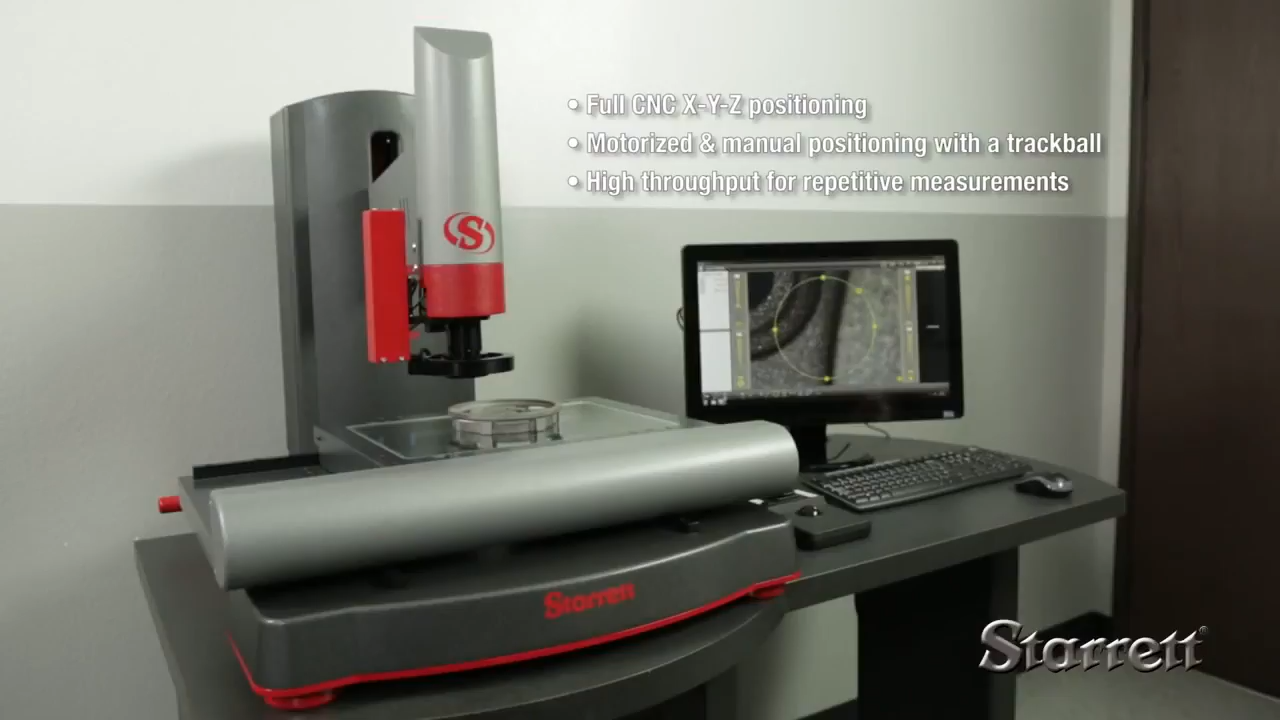 • Full CNC X-Y-Z positioning
• Motorized & manual positioning with a trackball
• High throughput for repetitive measurements
S
Starrett
Starrett®